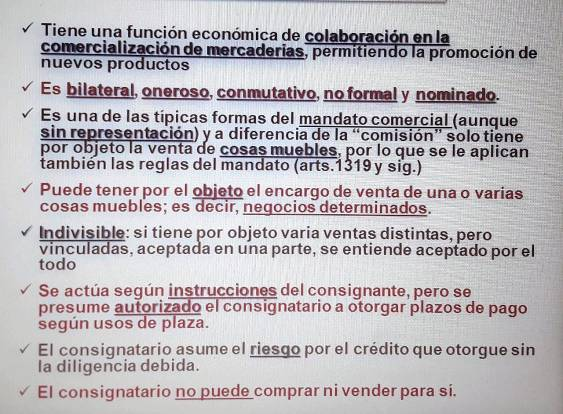 ✓ Tiene una función económica de colaboración en la
comercialización de mercaderias, permitiendo la promoción de
nuevos productos
✓ Es bilateral, oneroso, conmutativo, no formal y nominado.
✓ Es una de las típicas formas del mandato comercial (aunque
sin representación) y a diferencia de la “comisión” solo tiene
por objeto la venta de cosas muebles, por lo que se le aplican
también las reglas del mandato (arts.1319 y sig.)
✓ Puede tener por el objeto el encargo de venta de una o varias
cosas muebles; es decir, negocios determinados.
✓ Indivisible: si tiene por objeto varia ventas distintas, pero
vinculadas, aceptada en una parte, se entiende aceptado por el
todo
✓ Se actúa según instrucciones del consignante, pero se
presume autorizado el consignatario a otorgar plazos de pago
según usos de plaza.
✓ El consignatario asume el riesgo por el crédito que otorgue sin
la diligencia debida.
✓ El consignatario no puede comprar ni vender para sí.